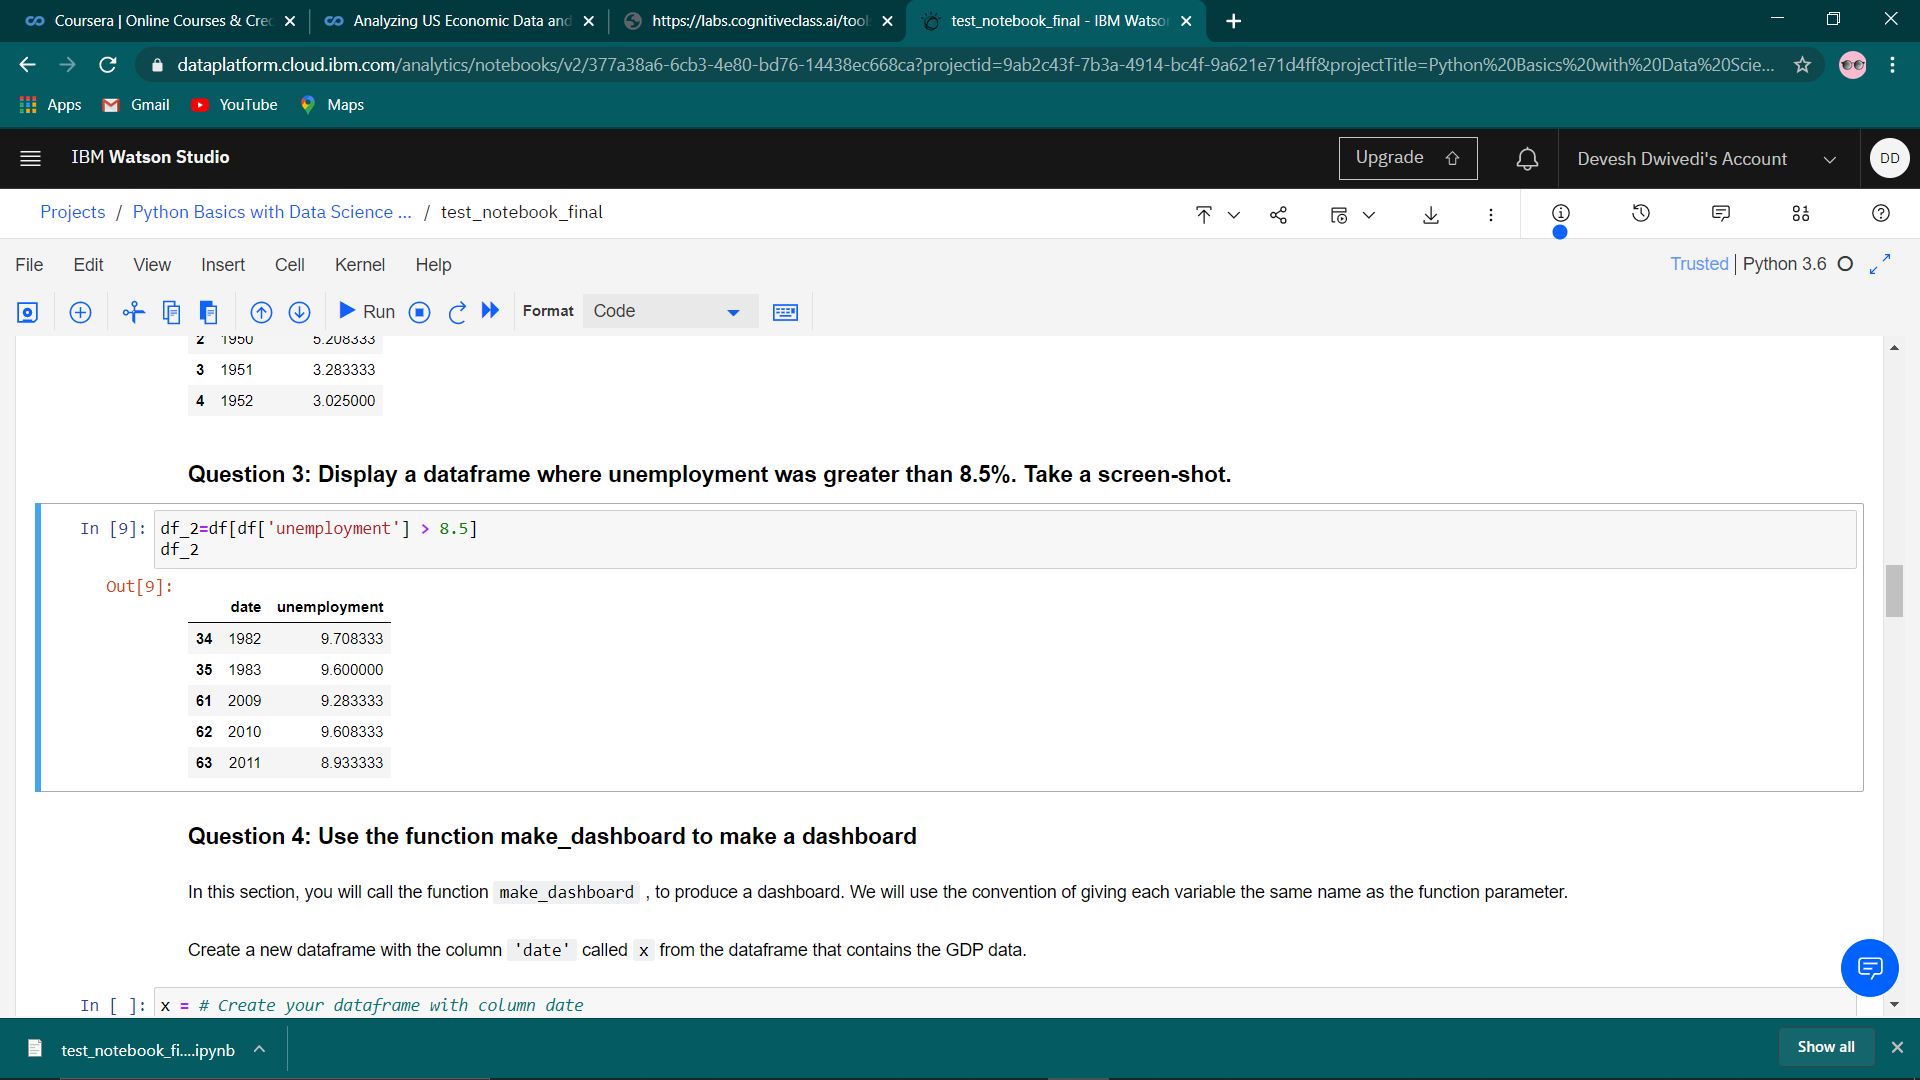 Coursera | Online Courses & Cre
Analyzing US Economic Data and
https://labs.cognitiveclass.ai/tool
test_notebook_final - IBM Watso
dataplatform.cloud.ibm.com/analytics/notebooks/v2/377a38a6-6cb3-4e80-bd76-14438ec668ca?projectid=9ab2c43f-7b3a-4914-bc4f-9a621e71d4ff&projectTitle=Python%20Basics%20with%20Data%20Scie...
Apps Gmail YouTube Maps
IBM Watson Studio
Upgrade
Devesh Dwivedi's Account
DD
Projects / Python Basics with Data Science ... / test_notebook_final
File Edit View Insert Cell Kernel Help
Trusted | Python 3.6
Run
Format
Code
2 1950 5.208333
3 1951 3.283333
4 1952 3.025000
Question 3: Display a dataframe where unemployment was greater than 8.5%. Take a screen-shot.
In [9]: df_2=df[df['unemployment'] > 8.5]
df_2
Out[9]:
date unemployment
34 1982 9.708333
35 1983 9.600000
61 2009 9.283333
62 2010 9.608333
63 2011 8.933333
Question 4: Use the function make_dashboard to make a dashboard
In this section, you will call the function make_dashboard , to produce a dashboard. We will use the convention of giving each variable the same name as the function parameter.
Create a new dataframe with the column 'date' called x from the dataframe that contains the GDP data.
In [ ]: x = # Create your dataframe with column date
test_notebook_fi....ipynb
Show all